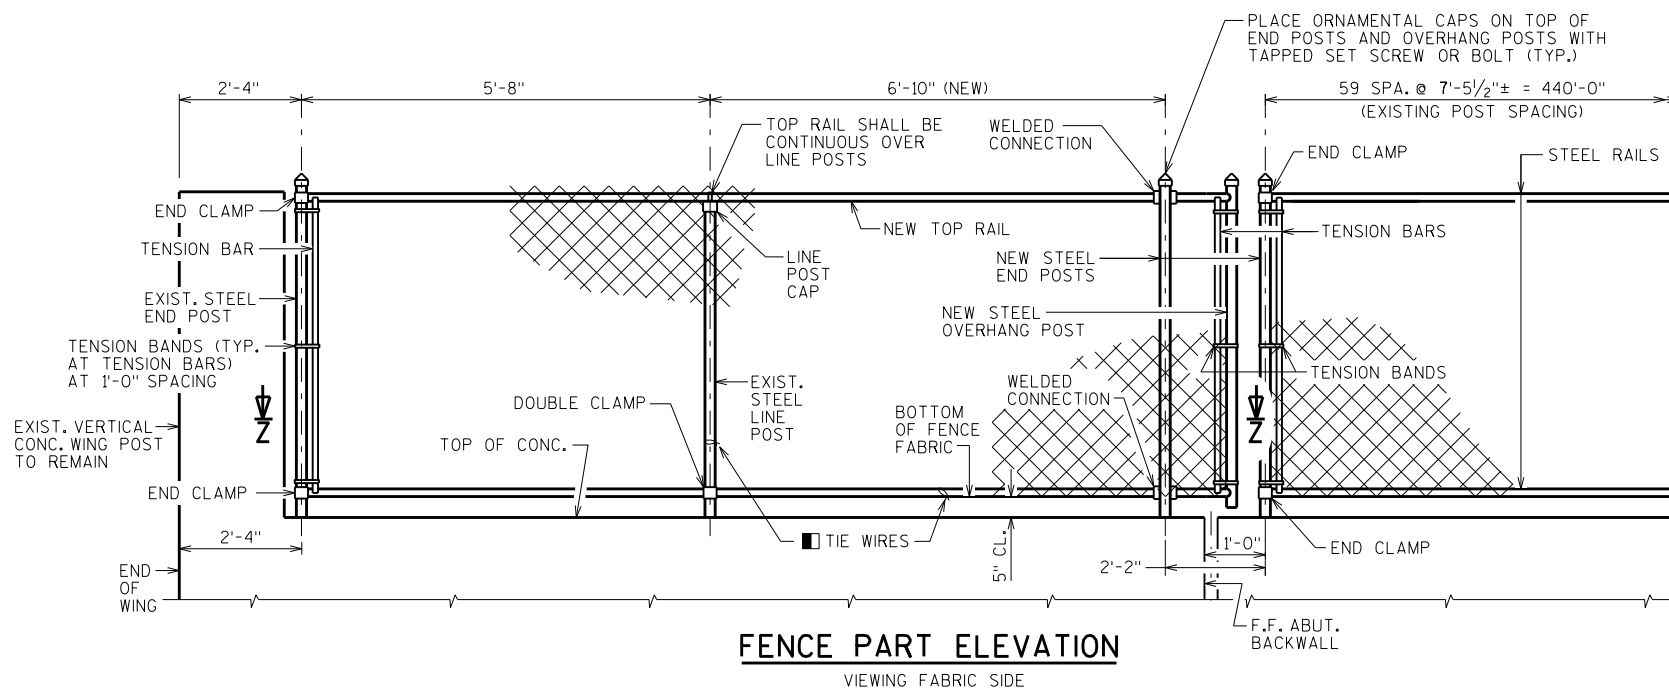 PLACE ORNAMENTAL CAPS ON TOP OF
END POSTS AND OVERHANG POSTS WITH
TAPPED SET SCREW OR BOLT (TYP.)
2'-4"
5'-8"
6'-10" (NEW)
59 SPA. @ 7'-5½"± = 440'-0"
(EXISTING POST SPACING)
TOP RAIL SHALL BE
CONTINUOUS OVER
LINE POSTS
WELDED
CONNECTION
END CLAMP
STEEL RAILS
END CLAMP
TENSION BAR
NEW TOP RAIL
TENSION BARS
LINE
POST
CAP
NEW STEEL
END POSTS
EXIST. STEEL
END POST
NEW STEEL
OVERHANG POST
TENSION BANDS (TYP.
AT TENSION BARS)
AT 1'-0" SPACING
TENSION BANDS
EXIST.
STEEL
LINE
POST
WELDED
CONNECTION
DOUBLE CLAMP
BOTTOM
OF FENCE
FABRIC
Z
Z
EXIST. VERTICAL
CONC. WING POST
TO REMAIN
TOP OF CONC.
END CLAMP
2'-4"
TIE WIRES
5" CL.
1'-0"
END CLAMP
2'-2"
END
OF
WING
F.F. ABUT.
BACKWALL
FENCE PART ELEVATION
VIEWING FABRIC SIDE